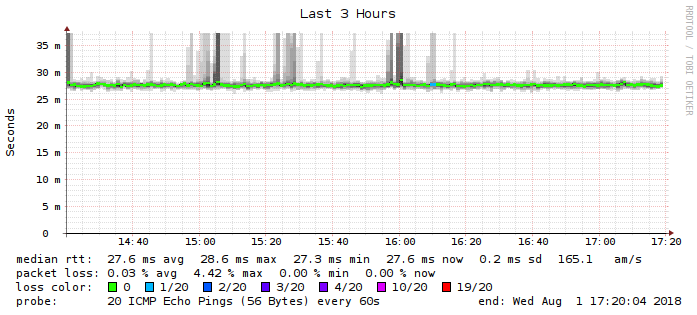 Last 3 Hours
RRDTOOL / TOBI OETIKER
Seconds
35 m
30 m
25 m
20 m
15 m
10 m
5 m
0
14:40 15:00 15:20 15:40 16:00 16:20 16:40 17:00 17:20
median rtt: 27.6 ms avg 28.6 ms max 27.3 ms min 27.6 ms now 0.2 ms sd 165.1 am/s
packet loss: 0.03 % avg 4.42 % max 0.00 % min 0.00 % now
loss color: 0 1/20 2/20 3/20 4/20 10/20 19/20
probe: 20 ICMP Echo Pings (56 Bytes) every 60s end: Wed Aug 1 17:20:04 2018